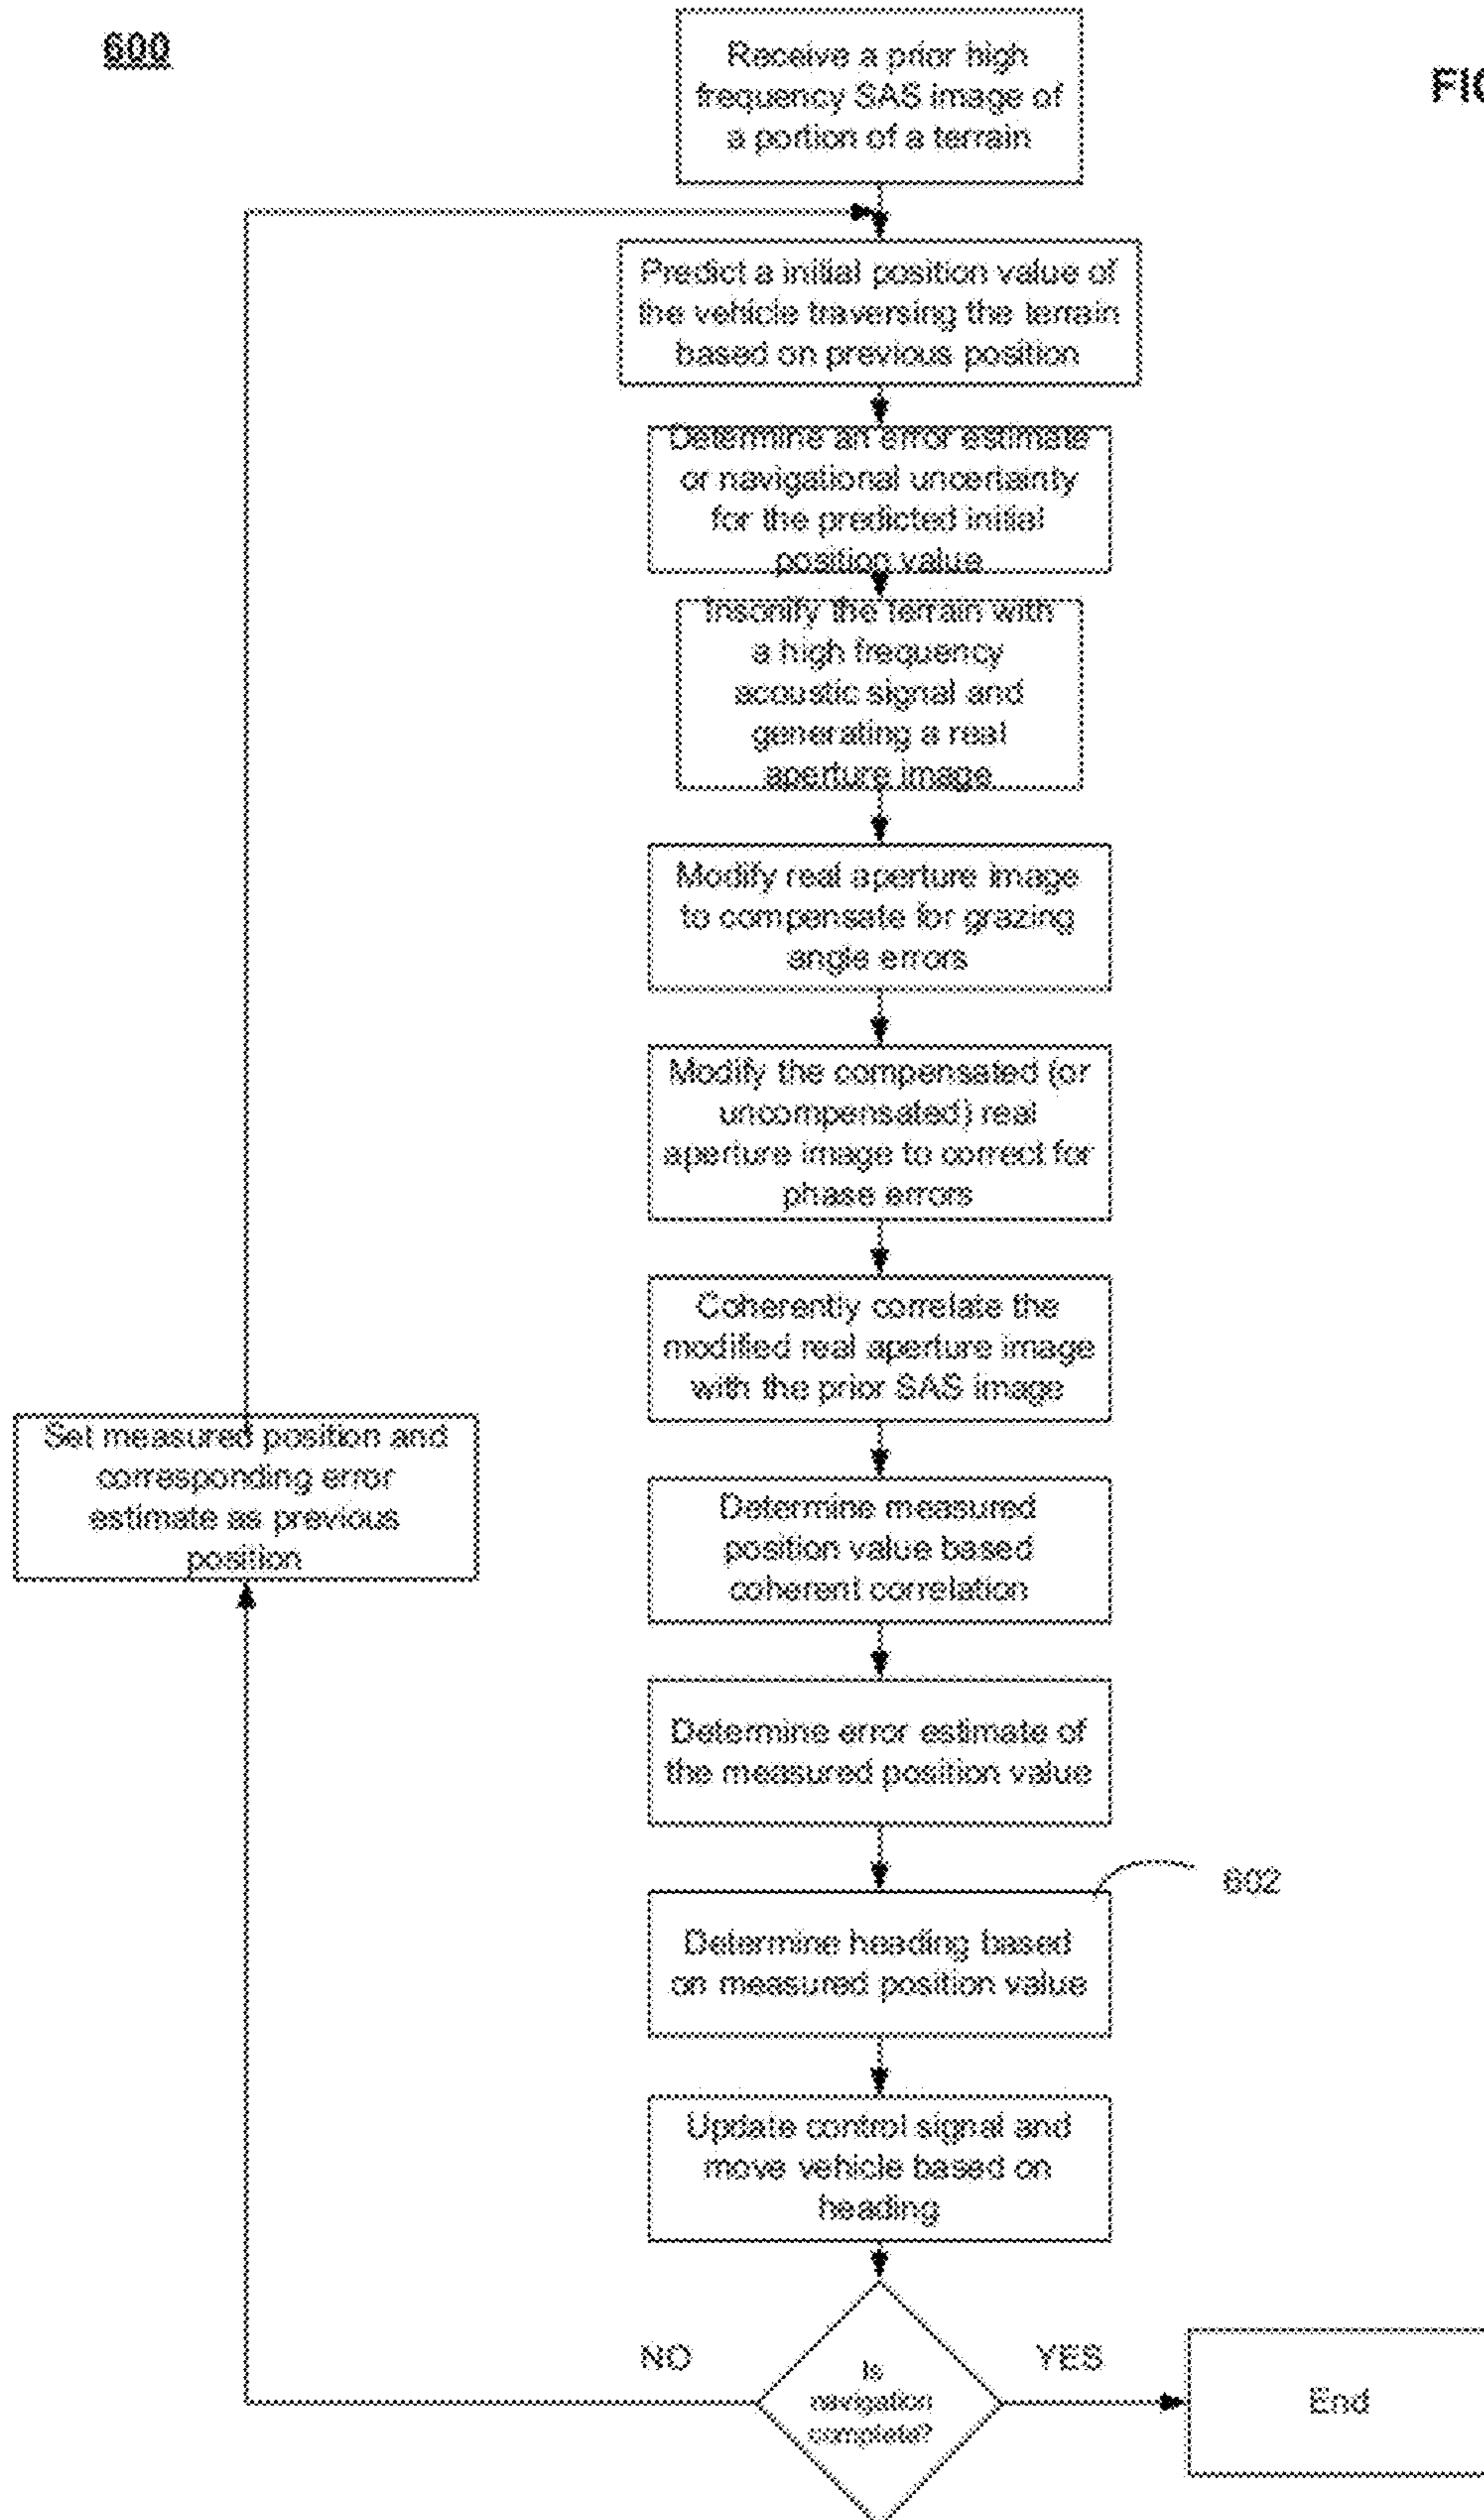 600
FIG
Receive a prior high
frequency SAS image of
a portion of a terrain
Predict a initial position value of
the vehicle traversing the terrain
based on previous position
Determine an error estimate
or navigational uncertainty
for the predicted initial
position value
Insonify the terrain with
a high frequency
acoustic signal and
generating a real
aperture image
Modify real aperture image
to compensate for grazing
angle errors
Modify the compensated (or
uncompensated) real
aperture image to correct for
phase errors
Coherently correlate the
modified real aperture image
with the prior SAS image
Set measured position and
corresponding error
estimate as previous
position
Determine measured
position value based
coherent correlation
Determine error estimate of
the measured position value
602
Determine heading based
on measured position value
Update control signal and
move vehicle based on
heading
NO
Is
navigation
complete?
YES
End